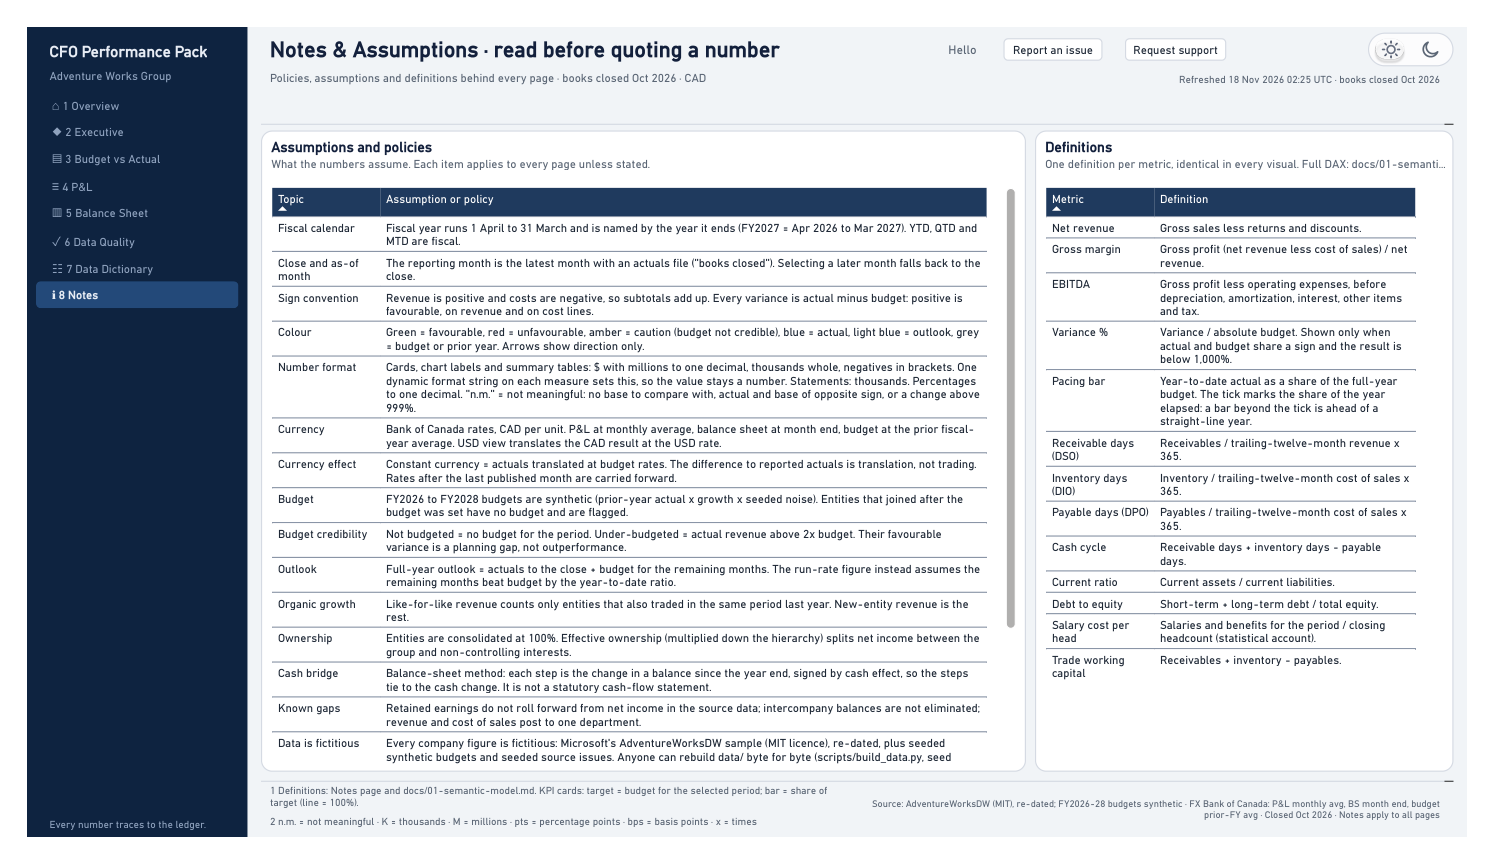 CFO Performance Pack
Adventure Works Group
⌂ 1 Overview
◆ 2 Executive
▤ 3 Budget vs Actual
≡ 4 P&L
▥ 5 Balance Sheet
✓ 6 Data Quality
☷ 7 Data Dictionary
ℹ 8 Notes
Every number traces to the ledger.
Notes & Assumptions · read before quoting a number
Hello
Report an issue
Request support
Policies, assumptions and definitions behind every page · books closed Oct 2026 · CAD
Refreshed 18 Nov 2026 02:25 UTC · books closed Oct 2026
Assumptions and policies
What the numbers assume. Each item applies to every page unless stated.
Topic
Assumption or policy
Fiscal calendar
Fiscal year runs 1 April to 31 March and is named by the year it ends (FY2027 = Apr 2026 to Mar 2027). YTD, QTD and
MTD are fiscal.
Close and as-of
month
The reporting month is the latest month with an actuals file ("books closed"). Selecting a later month falls back to the
close.
Sign convention
Revenue is positive and costs are negative, so subtotals add up. Every variance is actual minus budget: positive is
favourable, on revenue and on cost lines.
Colour
Green = favourable, red = unfavourable, amber = caution (budget not credible), blue = actual, light blue = outlook, grey
= budget or prior year. Arrows show direction only.
Number format
Cards, chart labels and summary tables: $ with millions to one decimal, thousands whole, negatives in brackets. One
dynamic format string on each measure sets this, so the value stays a number. Statements: thousands. Percentages
to one decimal. "n.m." = not meaningful: no base to compare with, actual and base of opposite sign, or a change above
999%.
Currency
Bank of Canada rates, CAD per unit. P&L at monthly average, balance sheet at month end, budget at the prior fiscal-
year average. USD view translates the CAD result at the USD rate.
Currency effect
Constant currency = actuals translated at budget rates. The difference to reported actuals is translation, not trading.
Rates after the last published month are carried forward.
Budget
FY2026 to FY2028 budgets are synthetic (prior-year actual x growth x seeded noise). Entities that joined after the
budget was set have no budget and are flagged.
Budget credibility
Not budgeted = no budget for the period. Under-budgeted = actual revenue above 2x budget. Their favourable
variance is a planning gap, not outperformance.
Outlook
Full-year outlook = actuals to the close + budget for the remaining months. The run-rate figure instead assumes the
remaining months beat budget by the year-to-date ratio.
Organic growth
Like-for-like revenue counts only entities that also traded in the same period last year. New-entity revenue is the
rest.
Ownership
Entities are consolidated at 100%. Effective ownership (multiplied down the hierarchy) splits net income between the
group and non-controlling interests.
Cash bridge
Balance-sheet method: each step is the change in a balance since the year end, signed by cash effect, so the steps
tie to the cash change. It is not a statutory cash-flow statement.
Known gaps
Retained earnings do not roll forward from net income in the source data; intercompany balances are not eliminated;
revenue and cost of sales post to one department.
Data is fictitious
Every company figure is fictitious: Microsoft's AdventureWorksDW sample (MIT licence), re-dated, plus seeded
synthetic budgets and seeded source issues. Anyone can rebuild data/ byte for byte (scripts/build_data.py, seed
Definitions
One definition per metric, identical in every visual. Full DAX: docs/01-semanti...
Metric
Definition
Net revenue
Gross sales less returns and discounts.
Gross margin
Gross profit (net revenue less cost of sales) / net
revenue.
EBITDA
Gross profit less operating expenses, before
depreciation, amortization, interest, other items
and tax.
Variance %
Variance / absolute budget. Shown only when
actual and budget share a sign and the result is
below 1,000%.
Pacing bar
Year-to-date actual as a share of the full-year
budget. The tick marks the share of the year
elapsed: a bar beyond the tick is ahead of a
straight-line year.
Receivable days
(DSO)
Receivables / trailing-twelve-month revenue x
365.
Inventory days
(DIO)
Inventory / trailing-twelve-month cost of sales x
365.
Payable days (DPO)
Payables / trailing-twelve-month cost of sales x
365.
Cash cycle
Receivable days + inventory days - payable
days.
Current ratio
Current assets / current liabilities.
Debt to equity
Short-term + long-term debt / total equity.
Salary cost per
head
Salaries and benefits for the period / closing
headcount (statistical account).
Trade working
capital
Receivables + inventory - payables.
1 Definitions: Notes page and docs/01-semantic-model.md. KPI cards: target = budget for the selected period; bar = share of
target (line = 100%).
2 n.m. = not meaningful · K = thousands · M = millions · pts = percentage points · bps = basis points · x = times
Source: AdventureWorksDW (MIT), re-dated; FY2026-28 budgets synthetic · FX Bank of Canada: P&L monthly avg, BS month end, budget
prior-FY avg · Closed Oct 2026 · Notes apply to all pages